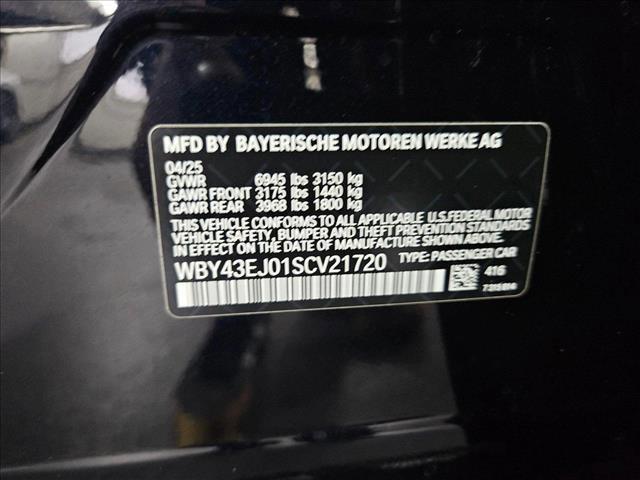 MFD BY BAYERISCHE MOTOREN WERKE AG
04/25
GVWR 6945 lbs 3150 kg
GAWR FRONT 3175 lbs 1440 kg
GAWR REAR 3968 lbs 1800 kg
THIS VEHICLE CONFORMS TO ALL APPLICABLE U.S.FEDERAL MOTOR
VEHICLE SAFETY, BUMPER AND THEFT PREVENTION STANDARDS
IN EFFECT ON THE DATE OF MANUFACTURE SHOWN ABOVE.
WBY43EJ01SCV21720 TYPE: PASSENGER CAR
416
7315614